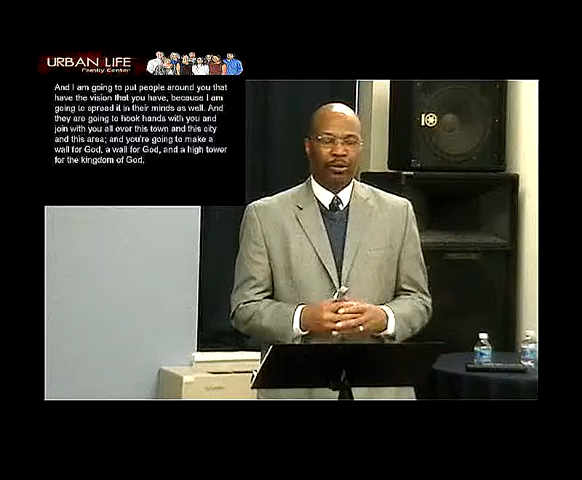 URBAN LIFE
Family Center
And I am going to put people around you that
have the vision that you have, because I am
going to spread it in their minds as well. And
they are going to hook hands with you and
join with you all over this town and this city
and this area; and you're going to make a
wall for God, a wall for God, and a high tower
for the kingdom of God.